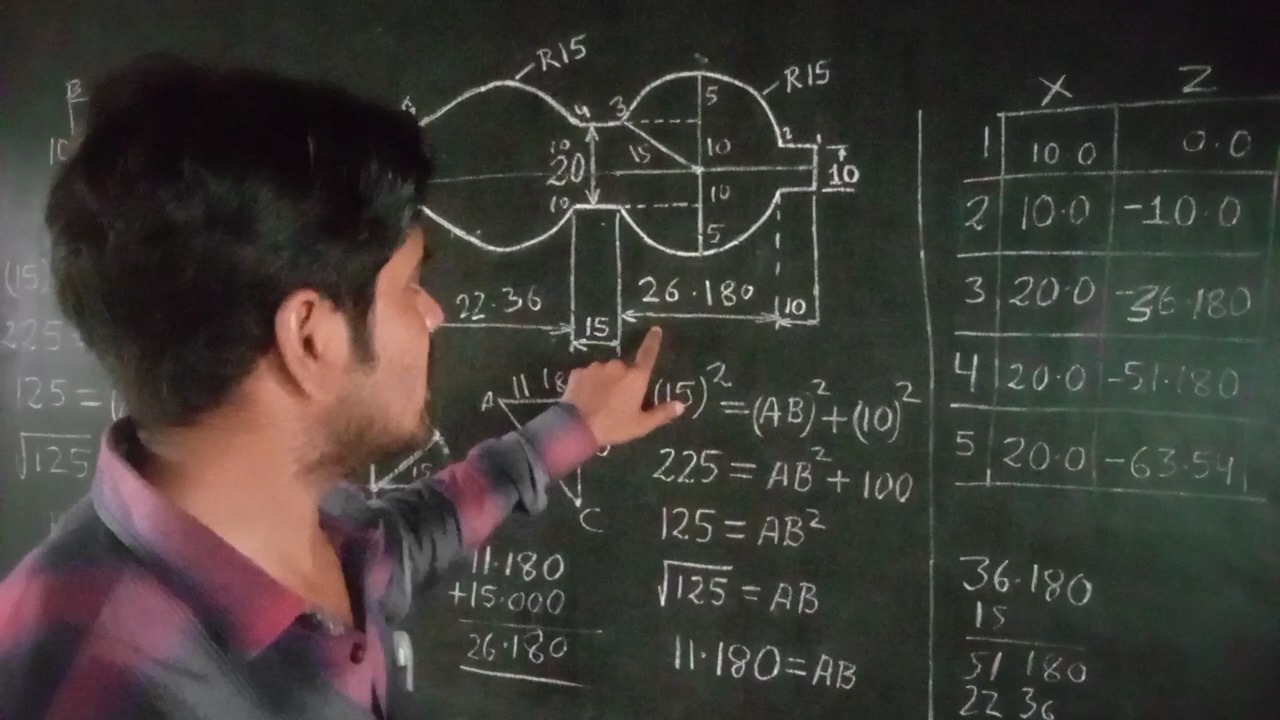 R15
R15
4
3
5
2
1
10
20
15
10
10
10
10
5
22.36
26.180
15
10
(15)
225
125 = (
√125
A
11.18
15
C
11.180
+15.000
26.180
(15)² = (AB)² + (10)²
225 = AB² + 100
125 = AB²
√125 = AB
11.180 = AB
X Z
1 10.0 0.0
2 10.0 -10.0
3 20.0 -36.180
4 20.0 -51.180
5 20.0 -63.54
36.180
15
51 180
22 36